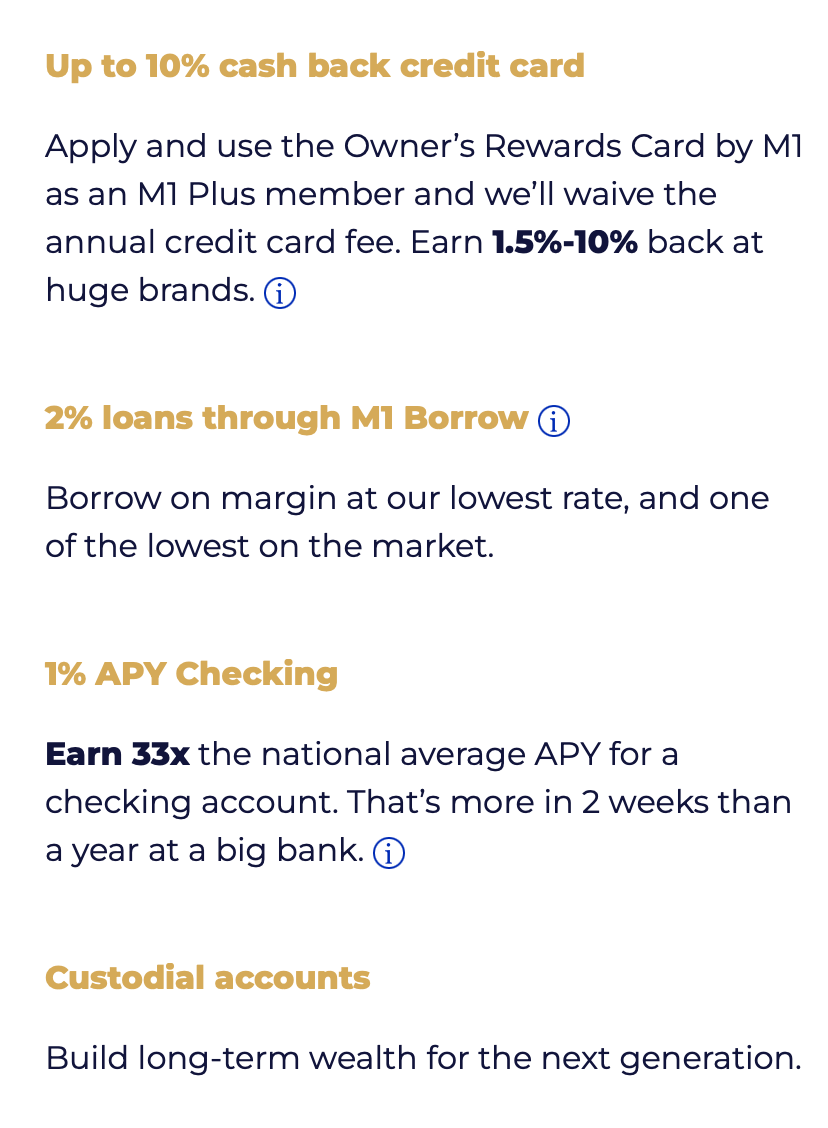 Up to 10% cash back credit card
Apply and use the Owner’s Rewards Card by M1
as an M1 Plus member and we’ll waive the
annual credit card fee. Earn 1.5%-10% back at
huge brands. ⓘ
2% loans through M1 Borrow ⓘ
Borrow on margin at our lowest rate, and one
of the lowest on the market.
1% APY Checking
Earn 33x the national average APY for a
checking account. That’s more in 2 weeks than
a year at a big bank. ⓘ
Custodial accounts
Build long-term wealth for the next generation.